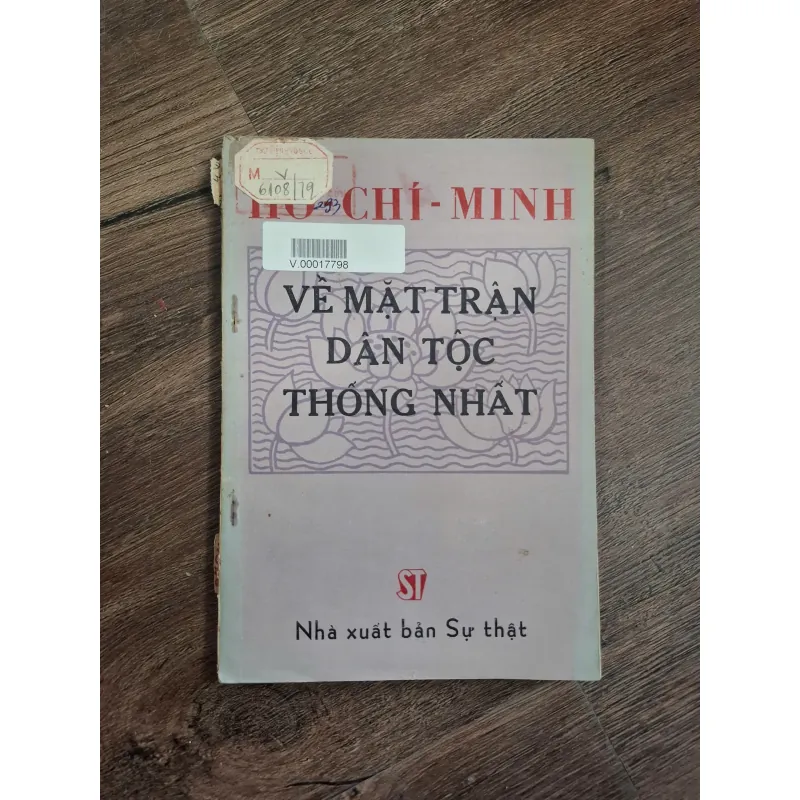 M V
6108/79
HỒ-CHÍ-MINH
293
V.00017798
VỀ MẶT TRẬN
DÂN TỘC
THỐNG NHẤT
ST
Nhà xuất bản Sự thật